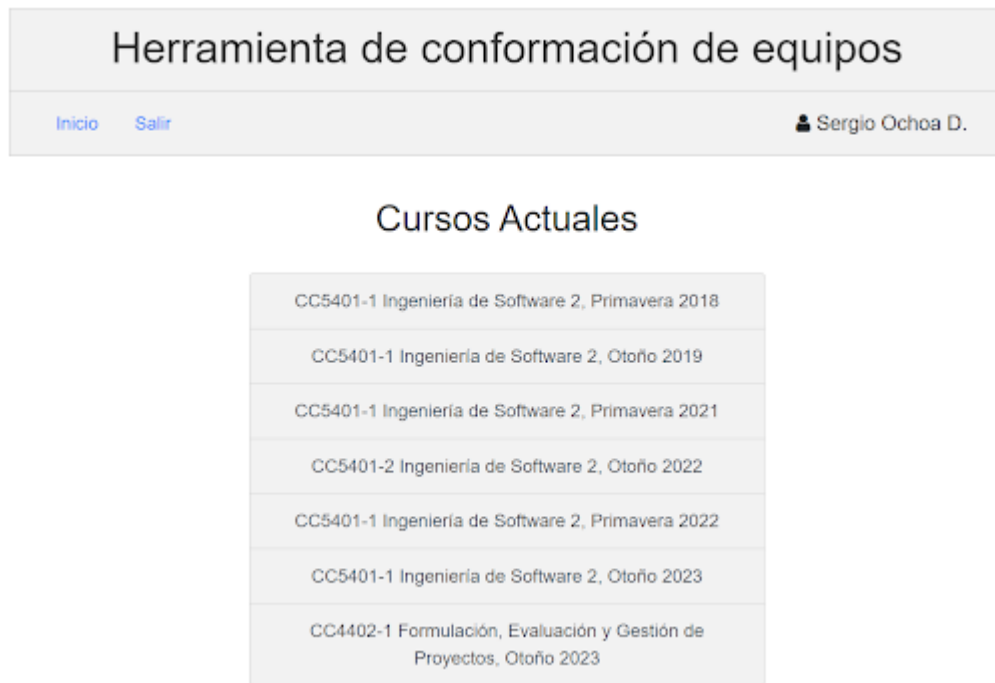 Herramienta de conformación de equipos
Inicio Salir Sergio Ochoa D.
Cursos Actuales
CC5401-1 Ingeniería de Software 2, Primavera 2018
CC5401-1 Ingeniería de Software 2, Otoño 2019
CC5401-1 Ingeniería de Software 2, Primavera 2021
CC5401-2 Ingeniería de Software 2, Otoño 2022
CC5401-1 Ingeniería de Software 2, Primavera 2022
CC5401-1 Ingeniería de Software 2, Otoño 2023
CC4402-1 Formulación, Evaluación y Gestión de
Proyectos, Otoño 2023